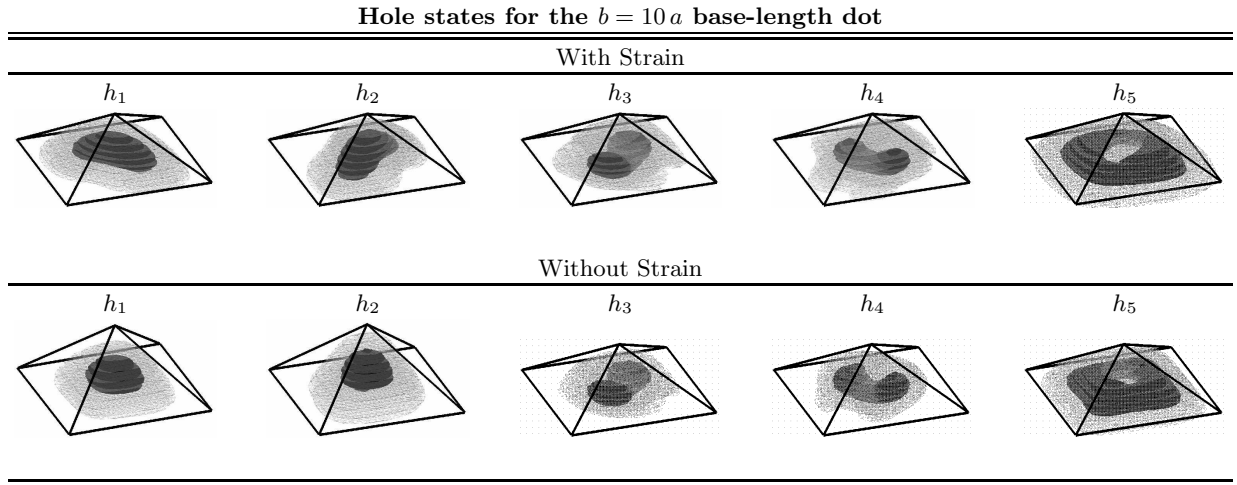 Hole states for the b = 10 a base-length dot
With Strain
h₁ h₂ h₃ h₄ h₅
Without Strain
h₁ h₂ h₃ h₄ h₅